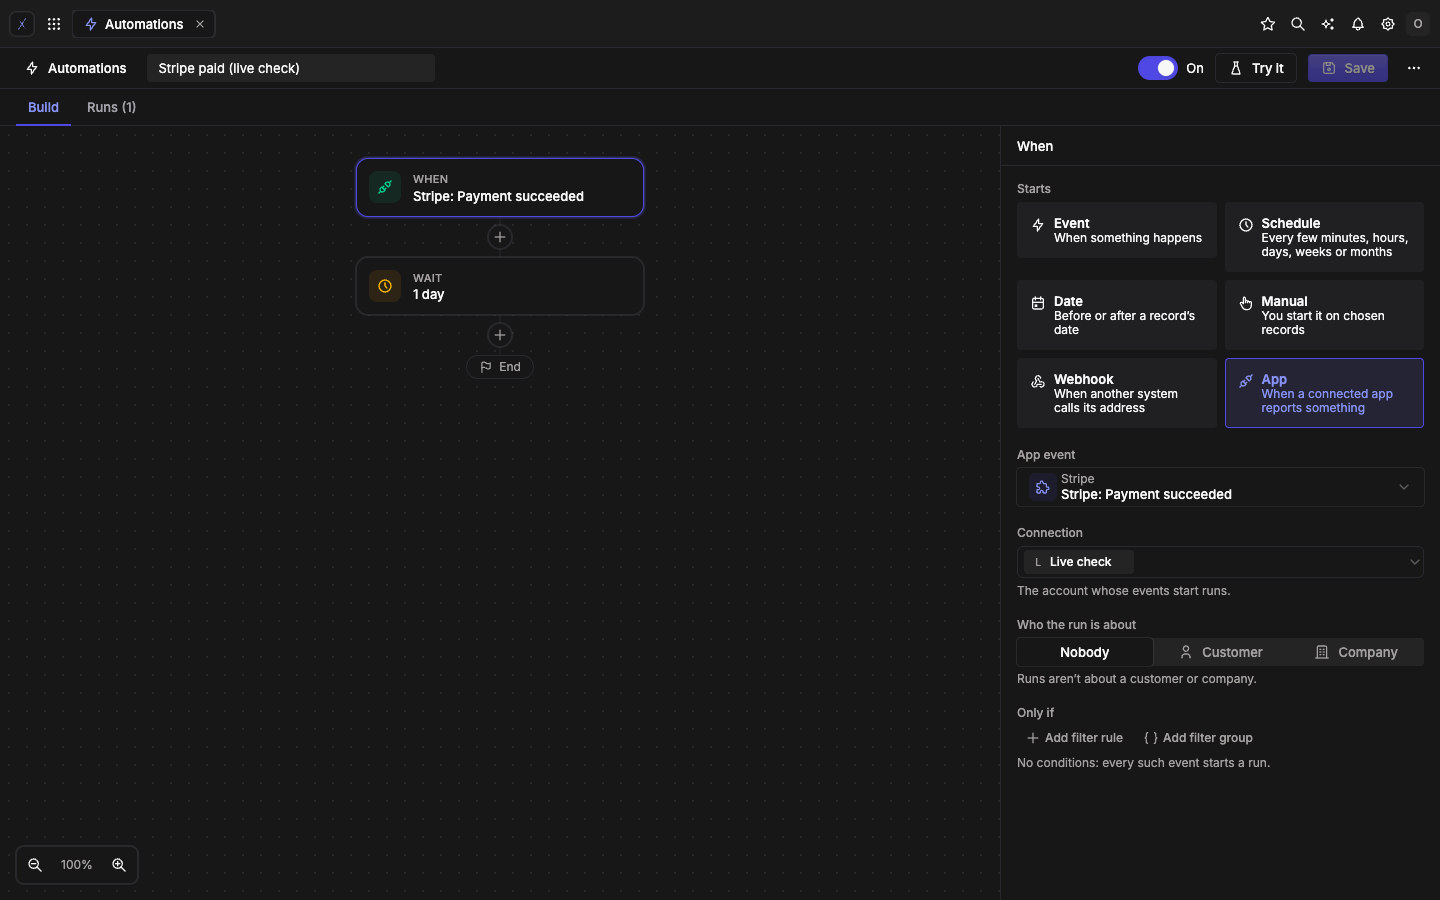 Automations
O
Automations
Stripe paid (live check)
On
Try it
Save
Build
Runs (1)
WHEN
Stripe: Payment succeeded
WAIT
1 day
End
100%
When
Starts
Event
When something happens
Schedule
Every few minutes, hours,
days, weeks or months
Date
Before or after a record's
date
Manual
You start it on chosen
records
Webhook
When another system
calls its address
App
When a connected app
reports something
App event
Stripe
Stripe: Payment succeeded
Connection
L Live check
The account whose events start runs.
Who the run is about
Nobody
Customer
Company
Runs aren't about a customer or company.
Only if
Add filter rule
Add filter group
No conditions: every such event starts a run.